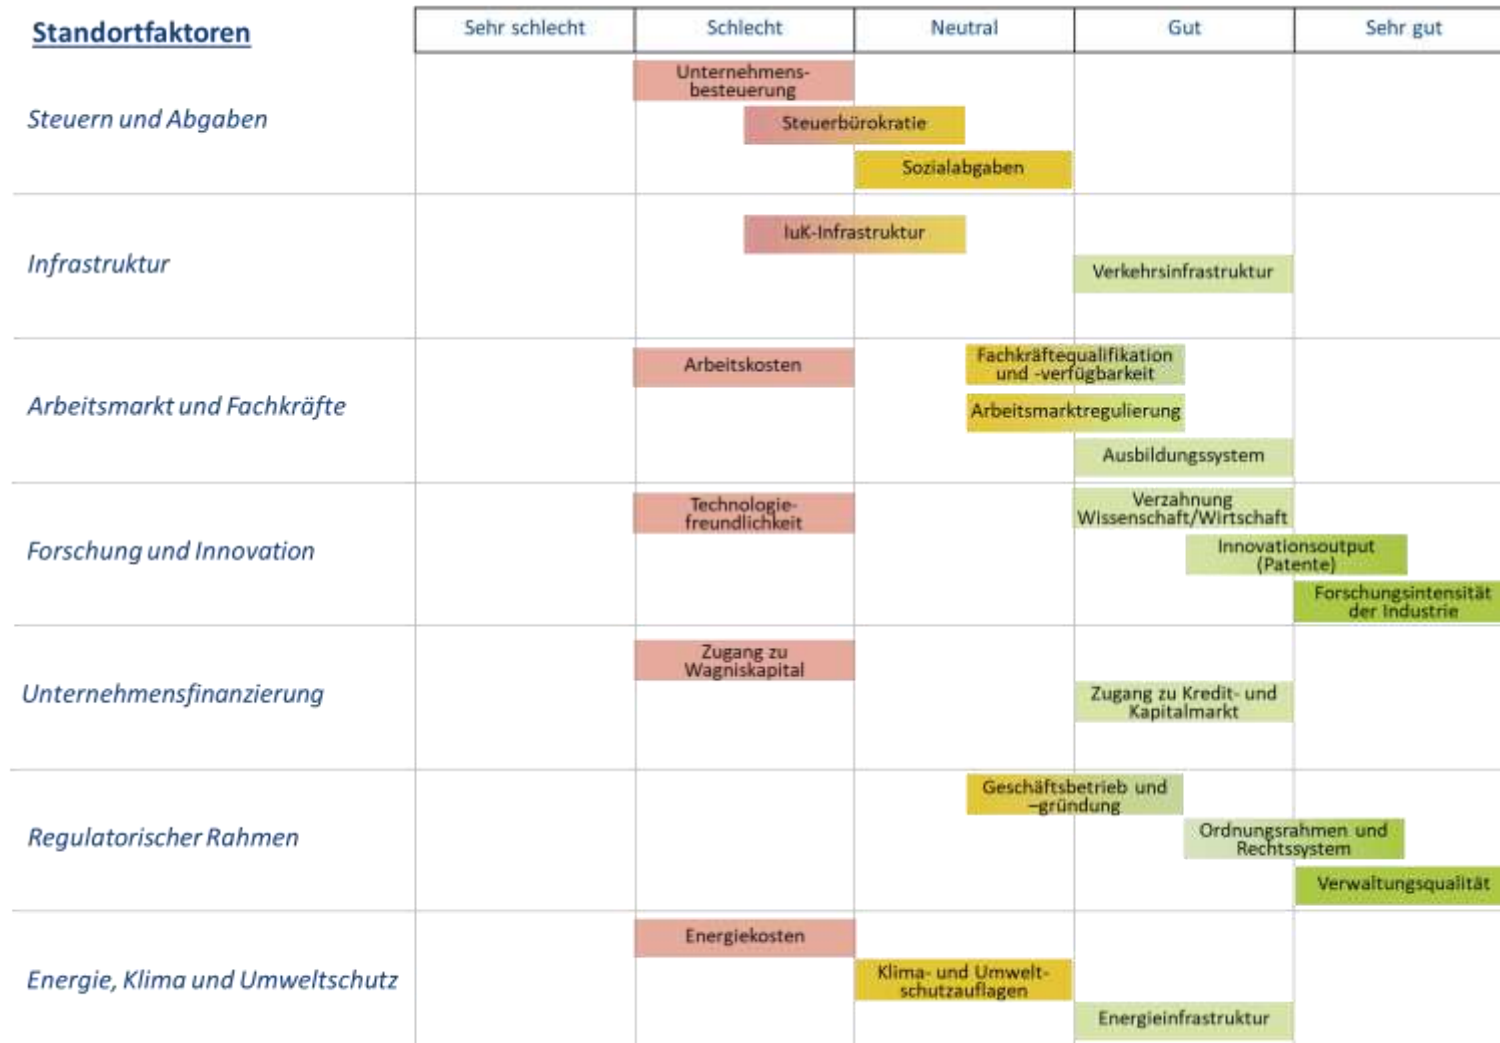 Standortfaktoren
Sehr schlecht
Schlecht
Neutral
Gut
Sehr gut
Steuern und Abgaben
Unternehmens-
besteuerung
Steuerbürokratie
Sozialabgaben
Infrastruktur
IuK-Infrastruktur
Verkehrsinfrastruktur
Arbeitsmarkt und Fachkräfte
Arbeitskosten
Fachkräftequalifikation
und -verfügbarkeit
Arbeitsmarktregulierung
Ausbildungssystem
Forschung und Innovation
Technologie-
freundlichkeit
Verzahnung
Wissenschaft/Wirtschaft
Innovationsoutput
(Patente)
Forschungsintensität
der Industrie
Unternehmensfinanzierung
Zugang zu
Wagniskapital
Zugang zu Kredit- und
Kapitalmarkt
Regulatorischer Rahmen
Geschäftsbetrieb und
–gründung
Ordnungsrahmen und
Rechtssystem
Verwaltungsqualität
Energie, Klima und Umweltschutz
Energiekosten
Klima- und Umwelt-
schutzauflagen
Energieinfrastruktur